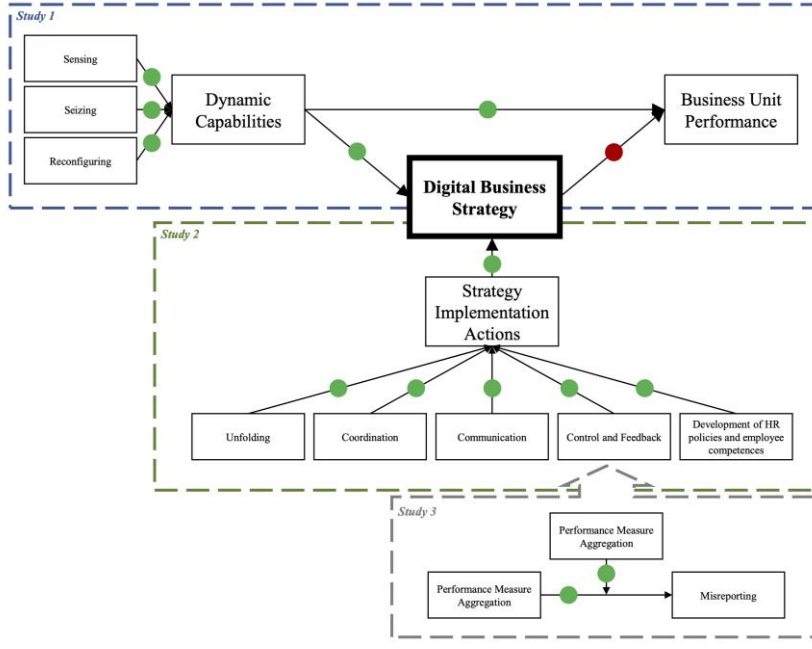 Study 1
Sensing
Seizing
Reconfiguring
Dynamic
Capabilities
Business Unit
Performance
Digital Business
Strategy
Study 2
Strategy
Implementation
Actions
Unfolding
Coordination
Communication
Control and Feedback
Development of HR
policies and employee
competences
Study 3
Performance Measure
Aggregation
Performance Measure
Aggregation
Misreporting